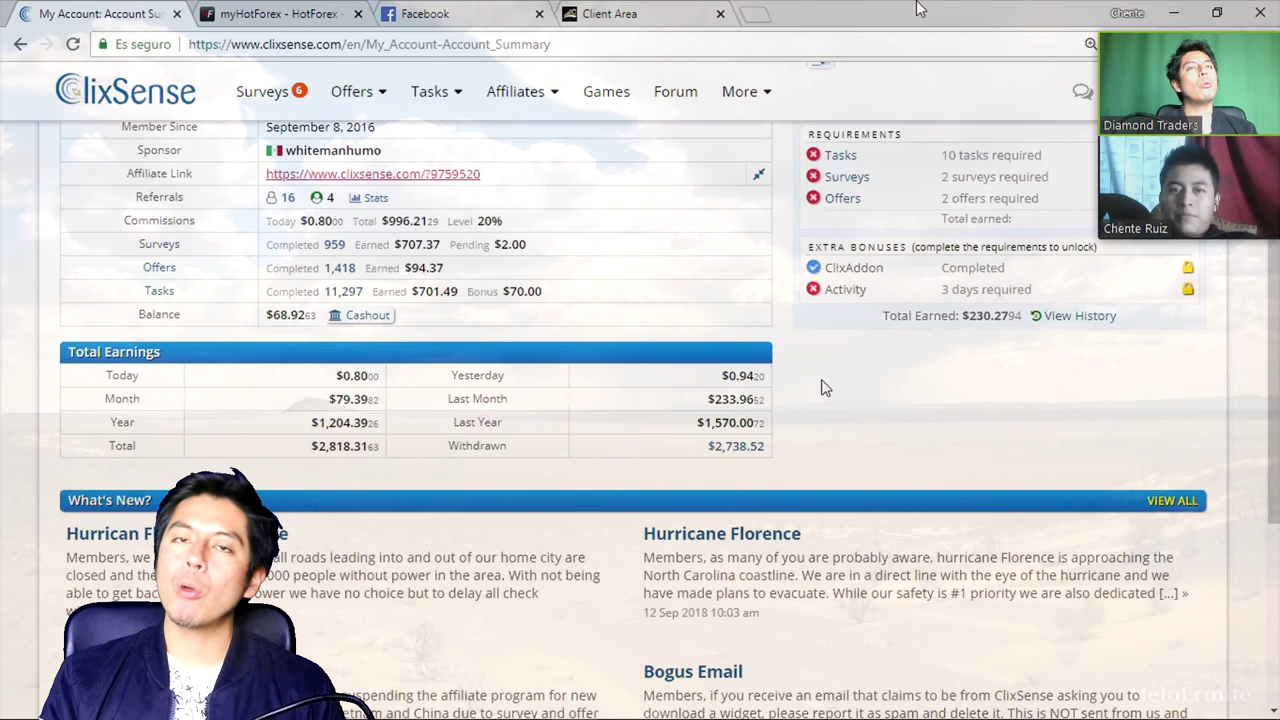 My Account: Account Sum
myHotForex - HotForex -
Facebook
Client Area
Chente
Es seguro
https://www.clixsense.com/en/My_Account-Account_Summary
ClixSense
Surveys 6
Offers
Tasks
Affiliates
Games
Forum
More
Diamond Traders
Chente Ruiz
Member Since September 8, 2016
Sponsor whitemanhumo
Affiliate Link https://www.clixsense.com/?9759520
Referrals 16 4 Stats
Commissions Today $0.8000 Total $996.2129 Level 20%
Surveys Completed 959 Earned $707.37 Pending $2.00
Offers Completed 1,418 Earned $94.37
Tasks Completed 11,297 Earned $701.49 Bonus $70.00
Balance $68.9263 Cashout
REQUIREMENTS
Tasks 10 tasks required
Surveys 2 surveys required
Offers 2 offers required
Total earned:
EXTRA BONUSES (complete the requirements to unlock)
ClixAddon Completed
Activity 3 days required
Total Earned: $230.2794 View History
Total Earnings
Today $0.8000 Yesterday $0.9420
Month $79.3982 Last Month $233.9652
Year $1,204.3926 Last Year $1,570.0072
Total $2,818.3163 Withdrawn $2,738.52
What's New?
VIEW ALL
Hurrican
Members, we all roads leading into and out of our home city are
closed and the 000 people without power in the area. With not being
able to get back ower we have no choice but to delay all check
Hurricane Florence
Members, as many of you are probably aware, hurricane Florence is approaching the
North Carolina coastline. We are in a direct line with the eye of the hurricane and we
have made plans to evacuate. While our safety is #1 priority we are also dedicated [...] »
12 Sep 2018 10:03 am
suspending the affiliate program for new
and China due to survey and offer
Bogus Email
Members, if you receive an email that claims to be from ClixSense asking you to
download a widget, please report it as spam and delete it. This is NOT sent from us and